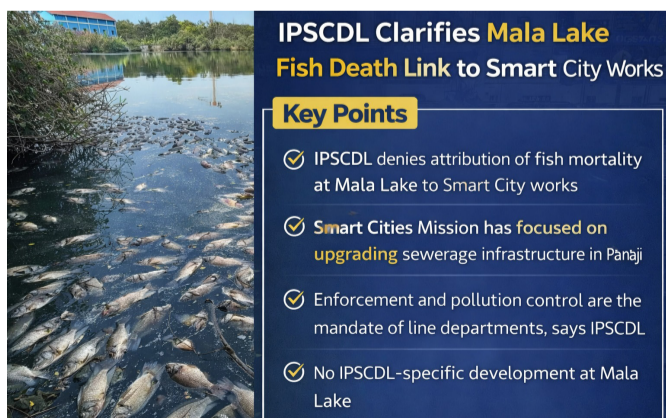 IPSCDL Clarifies Mala Lake
Fish Death Link to Smart City Works
Key Points
IPSCDL denies attribution of fish mortality
at Mala Lake to Smart City works
Smart Cities Mission has focused on
upgrading sewerage infrastructure in Panaji
Enforcement and pollution control are the
mandate of line departments, says IPSCDL
No IPSCDL-specific development at Mala
Lake